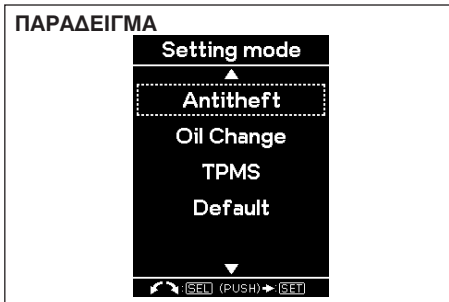 ΠΑΡΑΔΕΙΓΜΑ
Setting mode
Antitheft
Oil Change
TPMS
Default
:SEL (PUSH)➔:SET